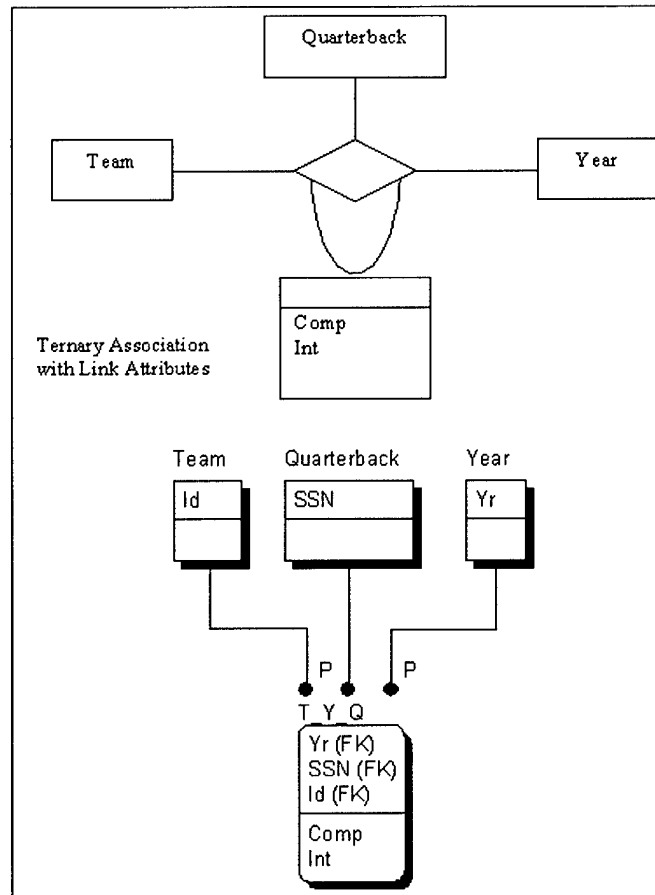 Quarterback
Team
Year
Comp
Int
Ternary Association
with Link Attributes
Team
Quarterback
Year
Id
SSN
Yr
P
P
T_Y_Q
Yr (FK)
SSN (FK)
Id (FK)
Comp
Int